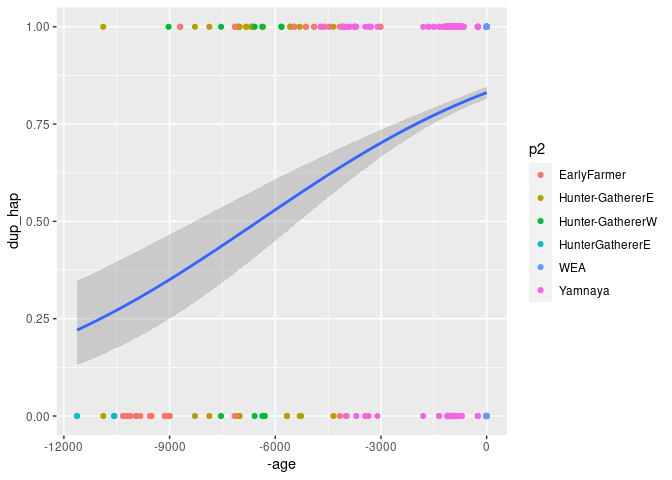 1.00
0.75
0.50
0.25
0.00
dup_hap
-12000 -9000 -6000 -3000 0
-age
p2
EarlyFarmer
Hunter-GathererE
Hunter-GathererW
HunterGathererE
WEA
Yamnaya